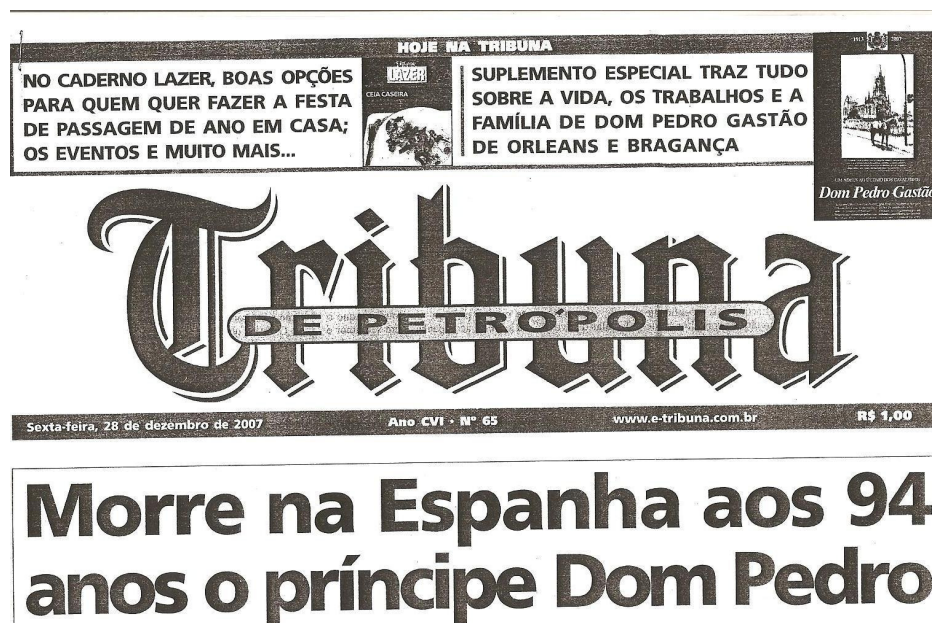 HOJE NA TRIBUNA
NO CADERNO LAZER, BOAS OPÇÕES
PARA QUEM QUER FAZER A FESTA
DE PASSAGEM DE ANO EM CASA;
OS EVENTOS E MUITO MAIS...
LAZER
CEIA CASEIRA
SUPLEMENTO ESPECIAL TRAZ TUDO
SOBRE A VIDA, OS TRABALHOS E A
FAMÍLIA DE DOM PEDRO GASTÃO
DE ORLEANS E BRAGANÇA
1913 2007
Dom Pedro Gastão
Tribuna
DE PETRÓPOLIS
Sexta-feira, 28 de dezembro de 2007 Ano CVI · Nº 65 www.e-tribuna.com.br R$ 1,00
Morre na Espanha aos 94
anos o príncipe Dom Pedro